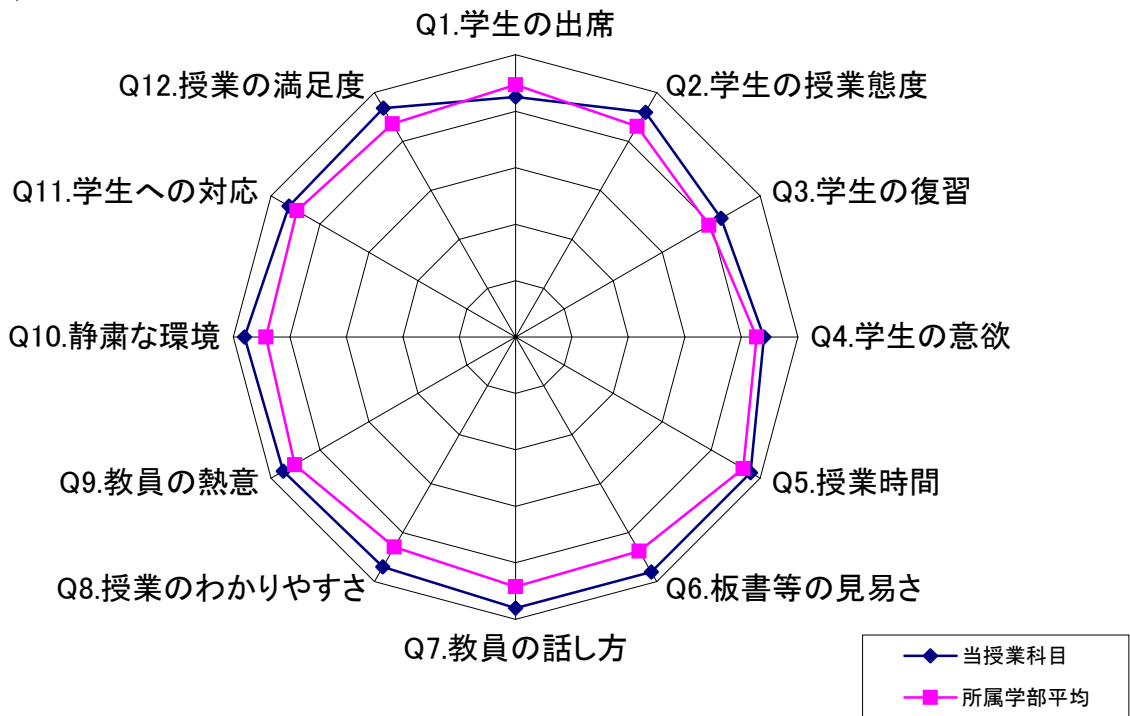 Q1.学生の出席
Q2.学生の授業態度
Q3.学生の復習
Q4.学生の意欲
Q5.授業時間
Q6.板書等の見易さ
Q7.教員の話し方
Q8.授業のわかりやすさ
Q9.教員の熱意
Q10.静粛な環境
Q11.学生への対応
Q12.授業の満足度
当授業科目
所属学部平均